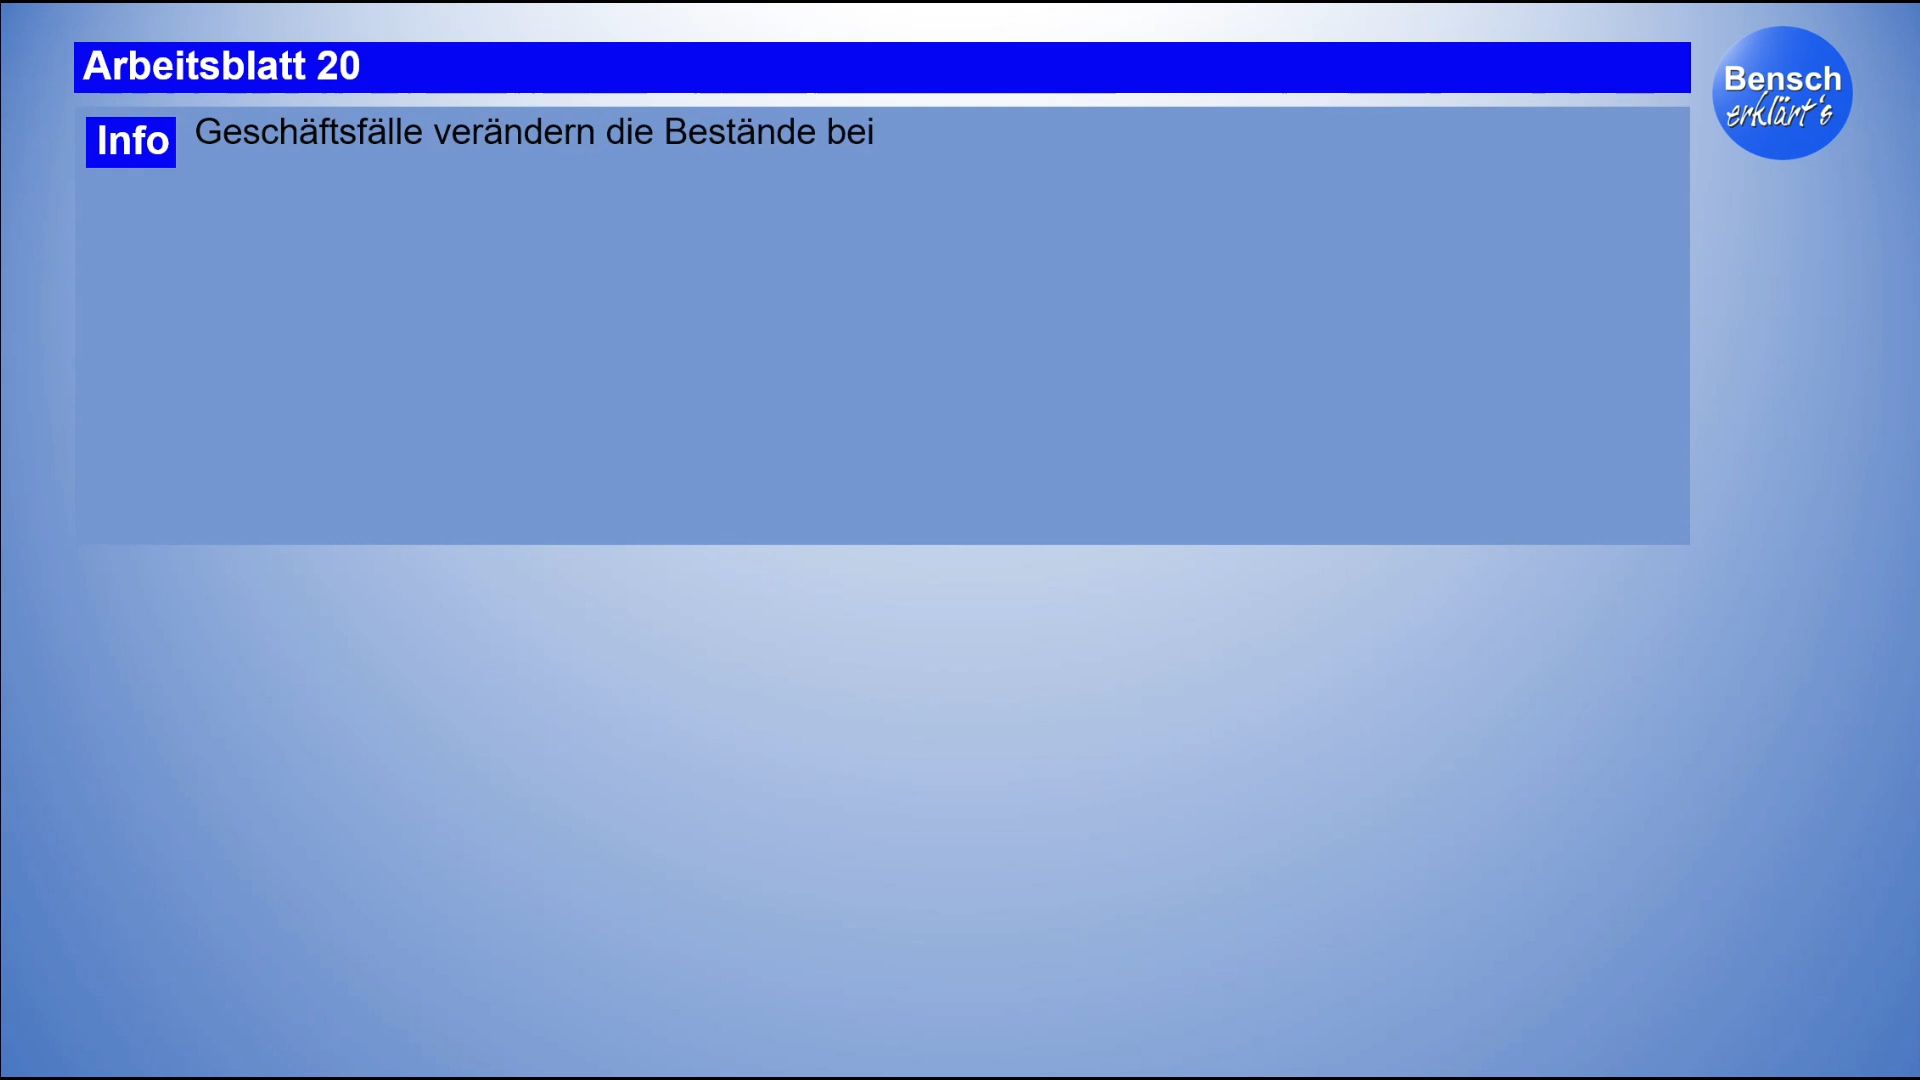 Arbeitsblatt 20
Bensch
erklärt's
Info
Geschäftsfälle verändern die Bestände bei